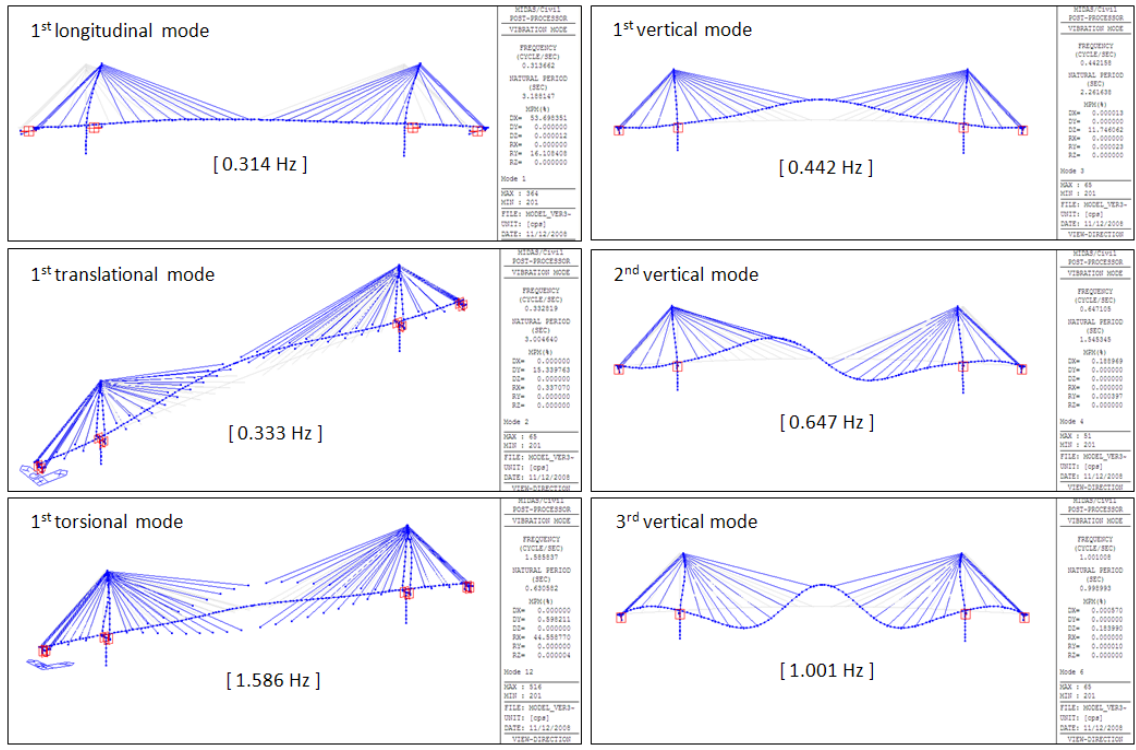 1st longitudinal mode
[ 0.314 Hz ]
MIDAS/Civil
POST-PROCESSOR
VIBRATION MODE
FREQUENCY
(CYCLE/SEC)
0.313662
NATURAL PERIOD
(SEC)
3.188147
MPM(%)
DX= 53.695351
DY= 0.000000
DZ= 0.000012
RX= 0.000000
RY= 16.108408
RZ= 0.000000
Mode 1
MAX : 364
MIN : 201
FILE: MODEL_VER3~
UNIT: [cps]
DATE: 11/12/2008
VIEW-DIRECTION
1st vertical mode
[ 0.442 Hz ]
MIDAS/Civil
POST-PROCESSOR
VIBRATION MODE
FREQUENCY
(CYCLE/SEC)
0.442158
NATURAL PERIOD
(SEC)
2.261635
MPM(%)
DX= 0.000013
DY= 0.000000
DZ= 11.746062
RX= 0.000000
RY= 0.000023
RZ= 0.000000
Mode 3
MAX : 65
MIN : 201
FILE: MODEL_VER3~
UNIT: [cps]
DATE: 11/12/2008
VIEW-DIRECTION
1st translational mode
[ 0.333 Hz ]
MIDAS/Civil
POST-PROCESSOR
VIBRATION MODE
FREQUENCY
(CYCLE/SEC)
0.332819
NATURAL PERIOD
(SEC)
3.004640
MPM(%)
DX= 0.000000
DY= 15.339763
DZ= 0.000000
RX= 0.337070
RY= 0.000000
RZ= 0.000000
Mode 2
MAX : 65
MIN : 201
FILE: MODEL_VER3~
UNIT: [cps]
DATE: 11/12/2008
VIEW-DIRECTION
2nd vertical mode
[ 0.647 Hz ]
MIDAS/Civil
POST-PROCESSOR
VIBRATION MODE
FREQUENCY
(CYCLE/SEC)
0.647105
NATURAL PERIOD
(SEC)
1.545345
MPM(%)
DX= 0.188969
DY= 0.000000
DZ= 0.000000
RX= 0.000000
RY= 0.000397
RZ= 0.000000
Mode 4
MAX : 51
MIN : 201
FILE: MODEL_VER3~
UNIT: [cps]
DATE: 11/12/2008
VIEW-DIRECTION
1st torsional mode
[ 1.586 Hz ]
MIDAS/Civil
POST-PROCESSOR
VIBRATION MODE
FREQUENCY
(CYCLE/SEC)
1.585837
NATURAL PERIOD
(SEC)
0.630582
MPM(%)
DX= 0.000000
DY= 0.598211
DZ= 0.000000
RX= 44.558770
RY= 0.000000
RZ= 0.000004
Mode 12
MAX : 516
MIN : 201
FILE: MODEL_VER3~
UNIT: [cps]
DATE: 11/12/2008
VIEW-DIRECTION
3rd vertical mode
[ 1.001 Hz ]
MIDAS/Civil
POST-PROCESSOR
VIBRATION MODE
FREQUENCY
(CYCLE/SEC)
1.001008
NATURAL PERIOD
(SEC)
0.998993
MPM(%)
DX= 0.000570
DY= 0.000000
DZ= 0.183990
RX= 0.000000
RY= 0.000010
RZ= 0.000000
Mode 6
MAX : 65
MIN : 201
FILE: MODEL_VER3~
UNIT: [cps]
DATE: 11/12/2008
VIEW-DIRECTION